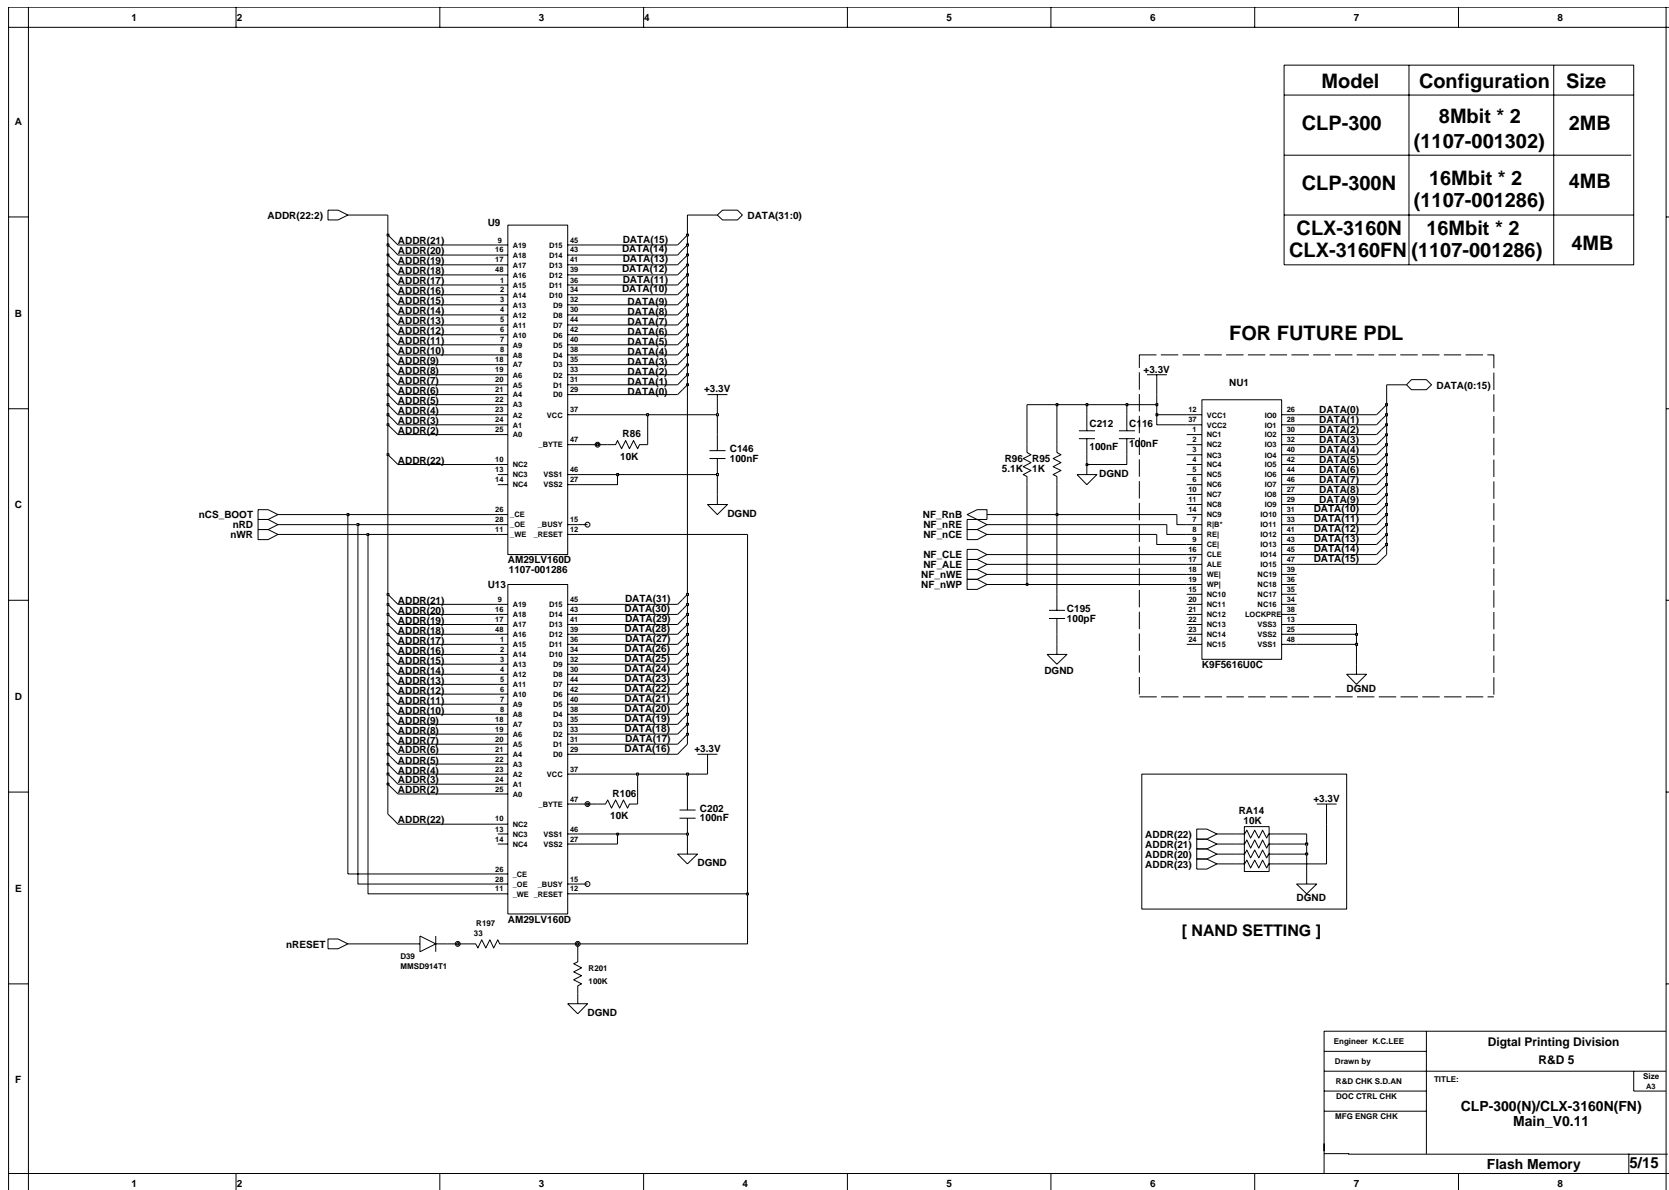 1 2 3 4 5 6 7 8
A
B
C
D
E
F
Model Configuration Size
CLP-300 8Mbit * 2 (1107-001302) 2MB
CLP-300N 16Mbit * 2 (1107-001286) 4MB
CLX-3160N CLX-3160FN 16Mbit * 2 (1107-001286) 4MB
ADDR(22:2)
DATA(31:0)
U9
ADDR(21) 9 A19 D15 45 DATA(15)
ADDR(20) 16 A18 D14 43 DATA(14)
ADDR(19) 17 A17 D13 41 DATA(13)
ADDR(18) 48 A16 D12 39 DATA(12)
ADDR(17) 1 A15 D11 36 DATA(11)
ADDR(16) 2 A14 D10 34 DATA(10)
ADDR(15) 3 A13 D9 32 DATA(9)
ADDR(14) 4 A12 D8 30 DATA(8)
ADDR(13) 5 A11 D7 44 DATA(7)
ADDR(12) 6 A10 D6 42 DATA(6)
ADDR(11) 7 A9 D5 40 DATA(5)
ADDR(10) 8 A8 D4 38 DATA(4)
ADDR(9) 18 A7 D3 35 DATA(3)
ADDR(8) 19 A6 D2 33 DATA(2)
ADDR(7) 20 A5 D1 31 DATA(1)
ADDR(6) 21 A4 D0 29 DATA(0)
ADDR(5) 22 A3
ADDR(4) 23 A2 VCC 37
ADDR(3) 24 A1
ADDR(2) 25 A0 _BYTE 47
+3.3V
R86
10K
C146
100nF
ADDR(22) 10 NC2 VSS1 46
13 NC3 VSS2 27
14 NC4
DGND
nCS_BOOT 26 _CE
nRD 28 _OE _BUSY 15
nWR 11 _WE _RESET 12
AM29LV160D
1107-001286
U13
ADDR(21) 9 A19 D15 45 DATA(31)
ADDR(20) 16 A18 D14 43 DATA(30)
ADDR(19) 17 A17 D13 41 DATA(29)
ADDR(18) 48 A16 D12 39 DATA(28)
ADDR(17) 1 A15 D11 36 DATA(27)
ADDR(16) 2 A14 D10 34 DATA(26)
ADDR(15) 3 A13 D9 32 DATA(25)
ADDR(14) 4 A12 D8 30 DATA(24)
ADDR(13) 5 A11 D7 44 DATA(23)
ADDR(12) 6 A10 D6 42 DATA(22)
ADDR(11) 7 A9 D5 40 DATA(21)
ADDR(10) 8 A8 D4 38 DATA(20)
ADDR(9) 18 A7 D3 35 DATA(19)
ADDR(8) 19 A6 D2 33 DATA(18)
ADDR(7) 20 A5 D1 31 DATA(17)
ADDR(6) 21 A4 D0 29 DATA(16)
ADDR(5) 22 A3
ADDR(4) 23 A2 VCC 37
ADDR(3) 24 A1
ADDR(2) 25 A0 _BYTE 47
+3.3V
R106
10K
C202
100nF
ADDR(22) 10 NC2
13 NC3 VSS1 46
14 NC4 VSS2 27
DGND
26 _CE
28 _OE _BUSY 15
11 _WE _RESET 12
AM29LV160D
nRESET
D39
MMSD914T1
R197
33
R201
100K
DGND
FOR FUTURE PDL
+3.3V
NU1
DATA(0:15)
C212
100nF
C116
100nF
R96
5.1K
R95
1K
DGND
12 VCC1 IO0 26 DATA(0)
37 VCC2 IO1 28 DATA(1)
1 NC1 IO2 30 DATA(2)
2 NC2 IO3 32 DATA(3)
3 NC3 IO4 40 DATA(4)
4 NC4 IO5 42 DATA(5)
5 NC5 IO6 44 DATA(6)
6 NC6 IO7 46 DATA(7)
10 NC7 IO8 27 DATA(8)
11 NC8 IO9 29 DATA(9)
14 NC9 IO10 31 DATA(10)
7 R|B* IO11 33 DATA(11)
8 RE| IO12 41 DATA(12)
9 CE| IO13 43 DATA(13)
16 CLE IO14 45 DATA(14)
17 ALE IO15 47 DATA(15)
18 WE| NC19 39
19 WP| NC18 36
15 NC10 NC17 35
20 NC11 NC16 34
21 NC12 LOCKPRE 38
22 NC13 VSS3 13
23 NC14 VSS2 25
24 NC15 VSS1 48
K9F5616U0C
NF_RnB
NF_nRE
NF_nCE
NF_CLE
NF_ALE
NF_nWE
NF_nWP
C195
100pF
DGND
DGND
+3.3V
RA14
10K
ADDR(22)
ADDR(21)
ADDR(20)
ADDR(23)
DGND
[ NAND SETTING ]
Engineer K.C.LEE
Drawn by
R&D CHK S.D.AN
DOC CTRL CHK
MFG ENGR CHK
Digtal Printing Division
R&D 5
TITLE:
Size
A3
CLP-300(N)/CLX-3160N(FN)
Main_V0.11
Flash Memory 5/15
1 2 3 4 5 6 7 8